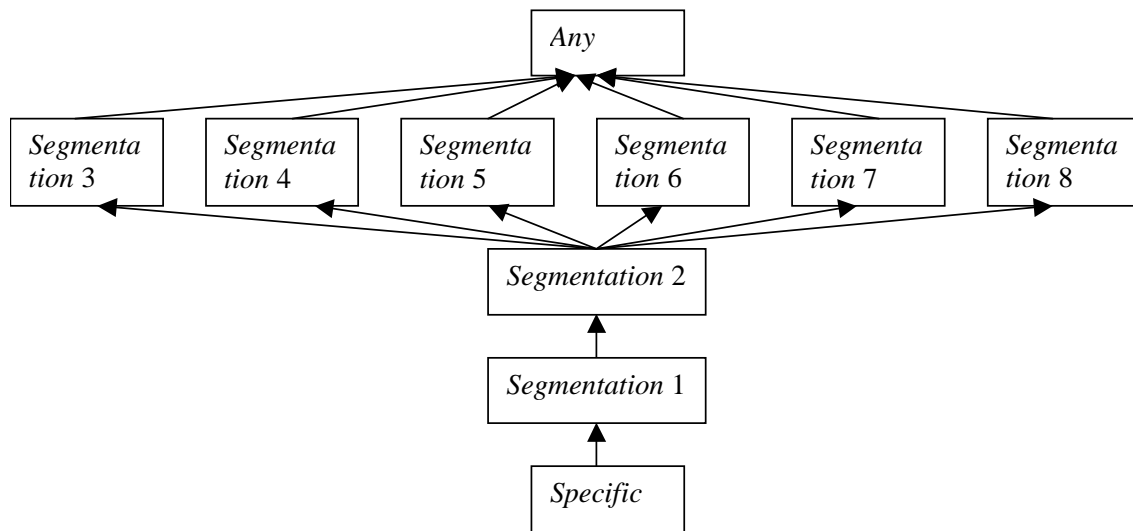 Any
Segmenta
tion 3
Segmenta
tion 4
Segmenta
tion 5
Segmenta
tion 6
Segmenta
tion 7
Segmenta
tion 8
Segmentation 2
Segmentation 1
Specific